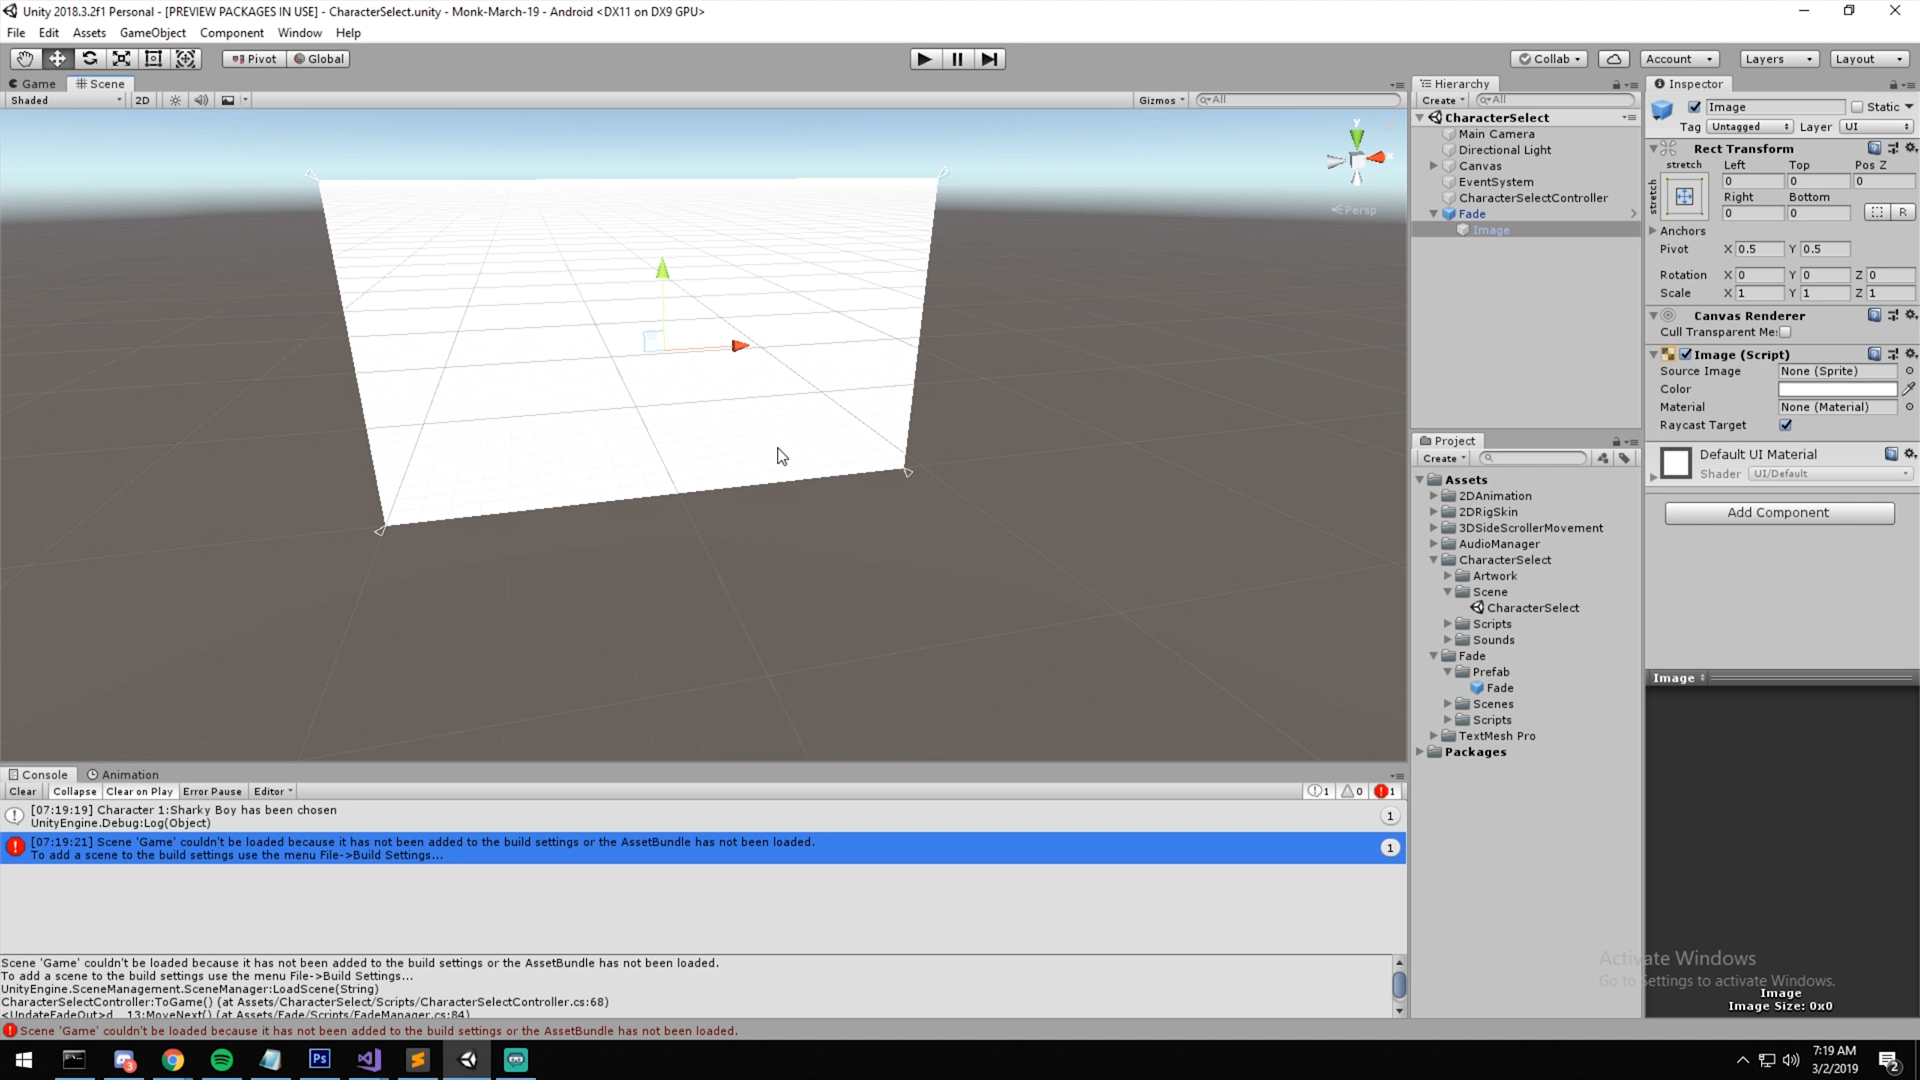 Unity 2018.3.2f1 Personal - [PREVIEW PACKAGES IN USE] - CharacterSelect.unity - Monk-March-19 - Android <DX11 on DX9 GPU>
File Edit Assets GameObject Component Window Help
Pivot Global Collab Account Layers Layout
Game Scene
Shaded 2D Gizmos All
y
x
Persp
Hierarchy
Create All
CharacterSelect
Main Camera
Directional Light
Canvas
EventSystem
CharacterSelectController
Fade
Image
Project
Create
Assets
2DAnimation
2DRigSkin
3DSideScrollerMovement
AudioManager
CharacterSelect
Artwork
Scene
CharacterSelect
Scripts
Sounds
Fade
Prefab
Fade
Scenes
Scripts
TextMesh Pro
Packages
Inspector
Image Static
Tag Untagged Layer UI
Rect Transform
stretch Left Top Pos Z
stretch 0 0 0
Right Bottom
0 0 R
Anchors
Pivot X 0.5 Y 0.5
Rotation X 0 Y 0 Z 0
Scale X 1 Y 1 Z 1
Canvas Renderer
Cull Transparent Me:
Image (Script)
Source Image None (Sprite)
Color
Material None (Material)
Raycast Target
Default UI Material
Shader UI/Default
Add Component
Image
Activate Windows
Go to Settings to activate Windows.
Image
Image Size: 0x0
Console Animation
Clear Collapse Clear on Play Error Pause Editor 1 0 1
[07:19:19] Character 1:Sharky Boy has been chosen
UnityEngine.Debug:Log(Object)
1
[07:19:21] Scene 'Game' couldn't be loaded because it has not been added to the build settings or the AssetBundle has not been loaded.
To add a scene to the build settings use the menu File->Build Settings...
1
Scene 'Game' couldn't be loaded because it has not been added to the build settings or the AssetBundle has not been loaded.
To add a scene to the build settings use the menu File->Build Settings...
UnityEngine.SceneManagement.SceneManager:LoadScene(String)
CharacterSelectController:ToGame() (at Assets/CharacterSelect/Scripts/CharacterSelectController.cs:68)
<UpdateFadeOut>d__13:MoveNext() (at Assets/Fade/Scripts/FadeManager.cs:84)
Scene 'Game' couldn't be loaded because it has not been added to the build settings or the AssetBundle has not been loaded.
3
Ps
S
7:19 AM
3/2/2019
2